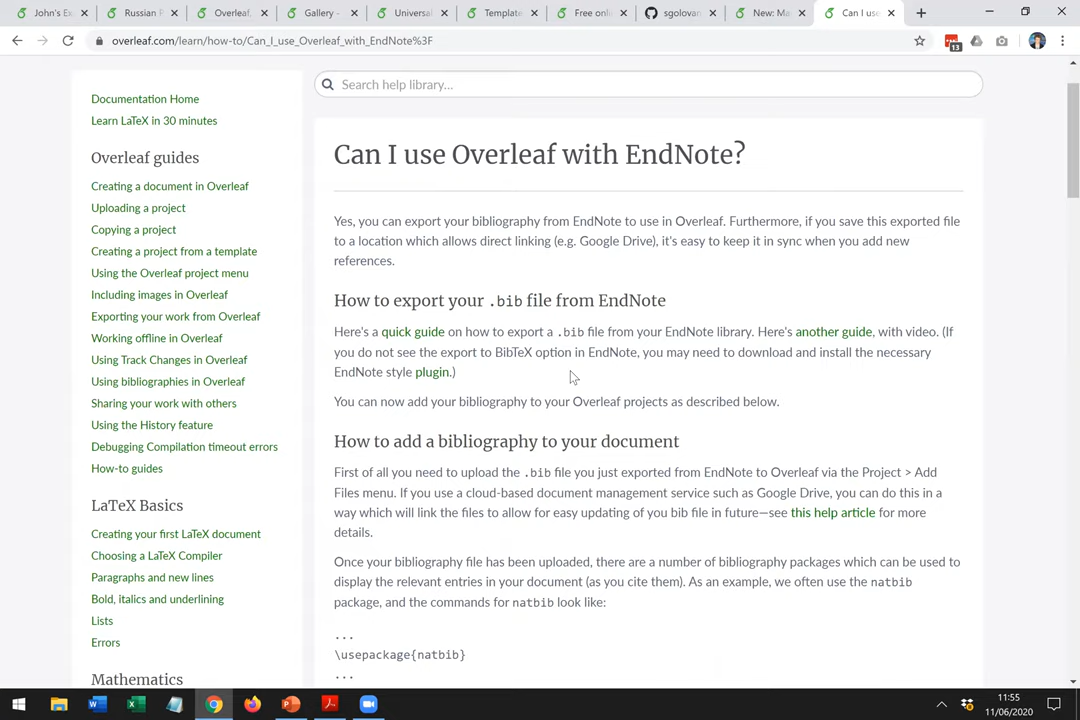 John's Ex
Russian P
Overleaf,
Gallery -
Universal
Template
Free onli
sgolovan
New: Ma
Can I use
overleaf.com/learn/how-to/Can_I_use_Overleaf_with_EndNote%3F
13
Search help library…
Documentation Home
Learn LaTeX in 30 minutes
Overleaf guides
Creating a document in Overleaf
Uploading a project
Copying a project
Creating a project from a template
Using the Overleaf project menu
Including images in Overleaf
Exporting your work from Overleaf
Working offline in Overleaf
Using Track Changes in Overleaf
Using bibliographies in Overleaf
Sharing your work with others
Using the History feature
Debugging Compilation timeout errors
How-to guides
LaTeX Basics
Creating your first LaTeX document
Choosing a LaTeX Compiler
Paragraphs and new lines
Bold, italics and underlining
Lists
Errors
Mathematics
Can I use Overleaf with EndNote?
Yes, you can export your bibliography from EndNote to use in Overleaf. Furthermore, if you save this exported file
to a location which allows direct linking (e.g. Google Drive), it's easy to keep it in sync when you add new
references.
How to export your .bib file from EndNote
Here's a quick guide on how to export a .bib file from your EndNote library. Here's another guide, with video. (If
you do not see the export to BibTeX option in EndNote, you may need to download and install the necessary
EndNote style plugin.)
You can now add your bibliography to your Overleaf projects as described below.
How to add a bibliography to your document
First of all you need to upload the .bib file you just exported from EndNote to Overleaf via the Project > Add
Files menu. If you use a cloud-based document management service such as Google Drive, you can do this in a
way which will link the files to allow for easy updating of you bib file in future—see this help article for more
details.
Once your bibliography file has been uploaded, there are a number of bibliography packages which can be used to
display the relevant entries in your document (as you cite them). As an example, we often use the natbib
package, and the commands for natbib look like:
...
\usepackage{natbib}
...
11:55
11/06/2020